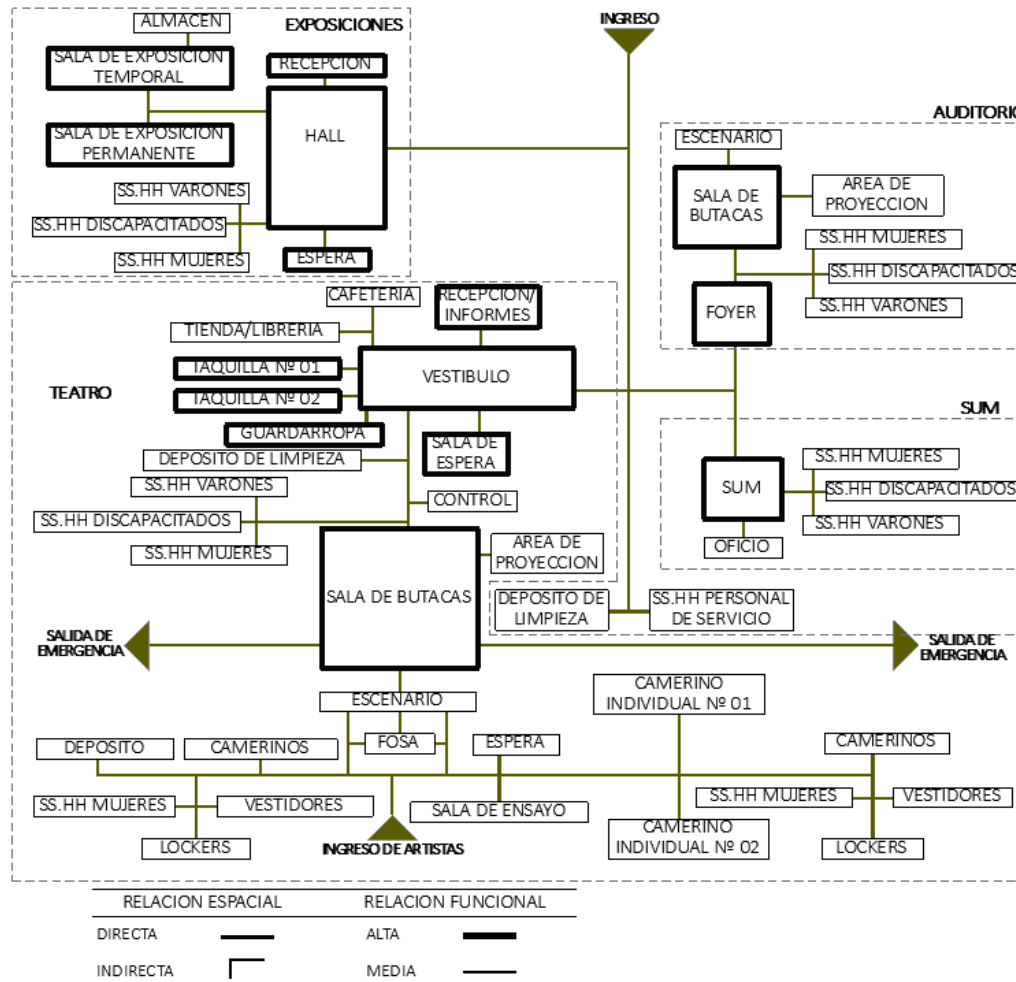 ALMACEN
EXPOSICIONES
SALA DE EXPOSICION
TEMPORAL
RECEPCION
HALL
SALA DE EXPOSICION
PERMANENTE
SS.HH VARONES
SS.HH DISCAPACITADOS
SS.HH MUJERES
ESPERA
INGRESO
AUDITORIO
ESCENARIO
SALA DE
BUTACAS
AREA DE
PROYECCION
SS.HH MUJERES
SS.HH DISCAPACITADOS
SS.HH VARONES
FOYER
TEATRO
CAFETERIA
RECEPCION/
INFORMES
TIENDA/LIBRERIA
TAQUILLA Nº 01
VESTIBULO
TAQUILLA Nº 02
GUARDARROPA
SALA DE
ESPERA
DEPOSITO DE LIMPIEZA
SS.HH VARONES
CONTROL
SS.HH DISCAPACITADOS
SS.HH MUJERES
AREA DE
PROYECCION
SALA DE BUTACAS
SUM
SUM
SS.HH MUJERES
SS.HH DISCAPACITADOS
SS.HH VARONES
OFICIO
DEPOSITO DE
LIMPIEZA
SS.HH PERSONAL
DE SERVICIO
SALIDA DE
EMERGENCIA
SALIDA DE
EMERGENCIA
ESCENARIO
FOSA
CAMERINO
INDIVIDUAL Nº 01
DEPOSITO
CAMERINOS
ESPERA
CAMERINOS
SS.HH MUJERES
VESTIDORES
SALA DE ENSAYO
SS.HH MUJERES
VESTIDORES
LOCKERS
INGRESO DE ARTISTAS
CAMERINO
INDIVIDUAL Nº 02
LOCKERS
RELACION ESPACIAL
RELACION FUNCIONAL
DIRECTA
ALTA
INDIRECTA
MEDIA